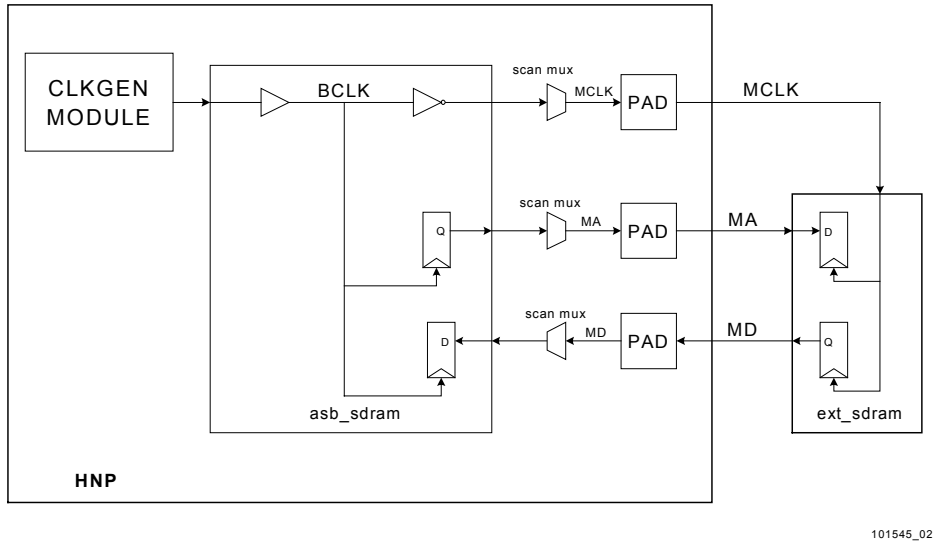 CLKGEN
MODULE
BCLK
scan mux
MCLK
PAD
MCLK
Q
scan mux
MA
PAD
MA
D
D
scan mux
MD
PAD
MD
Q
asb_sdram
ext_sdram
HNP
101545_02